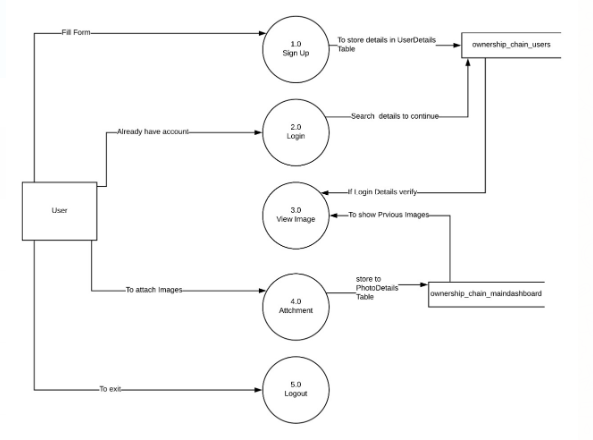 Fill Form
1.0
Sign Up
To store details in UserDetails
Table
ownership_chain_users
Already have account
2.0
Login
Search details to continue
User
If Login Details verify
3.0
View Image
To show Prvious Images
To attach Images
4.0
Attchment
store to
PhotoDetails
Table
ownership_chain_maindashboard
To exit
5.0
Logout